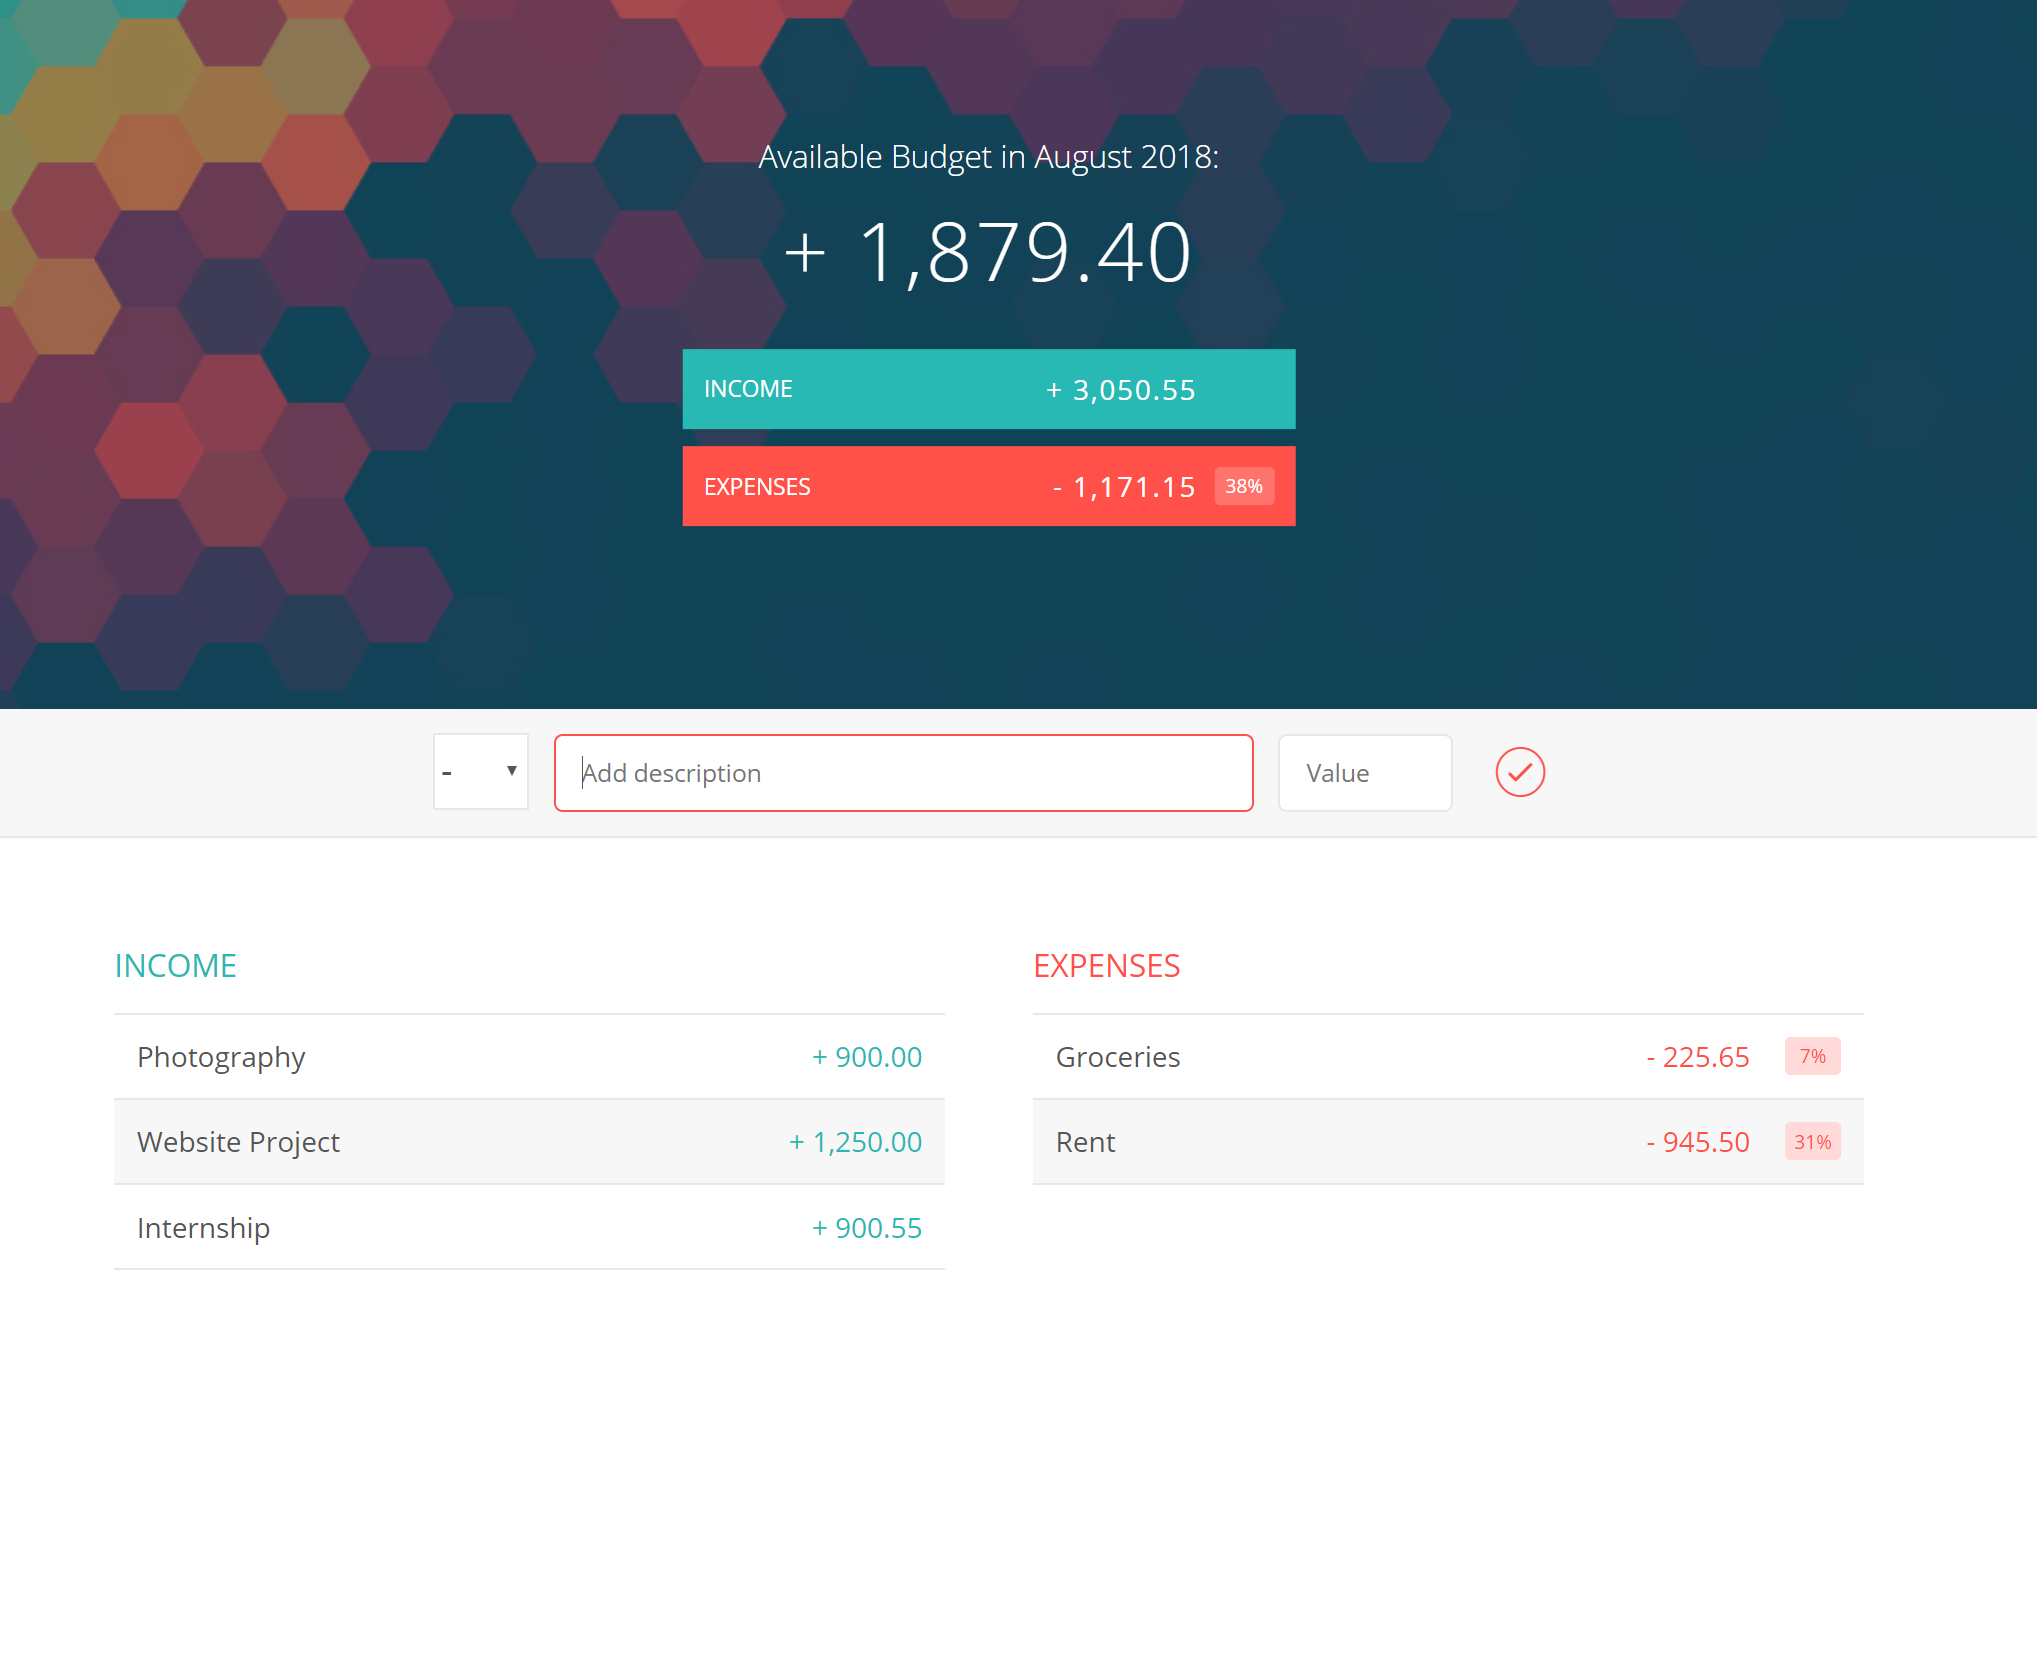 Available Budget in August 2018:
+ 1,879.40
INCOME + 3,050.55
EXPENSES - 1,171.15 38%
- Add description Value
INCOME
Photography + 900.00
Website Project + 1,250.00
Internship + 900.55
EXPENSES
Groceries - 225.65 7%
Rent - 945.50 31%